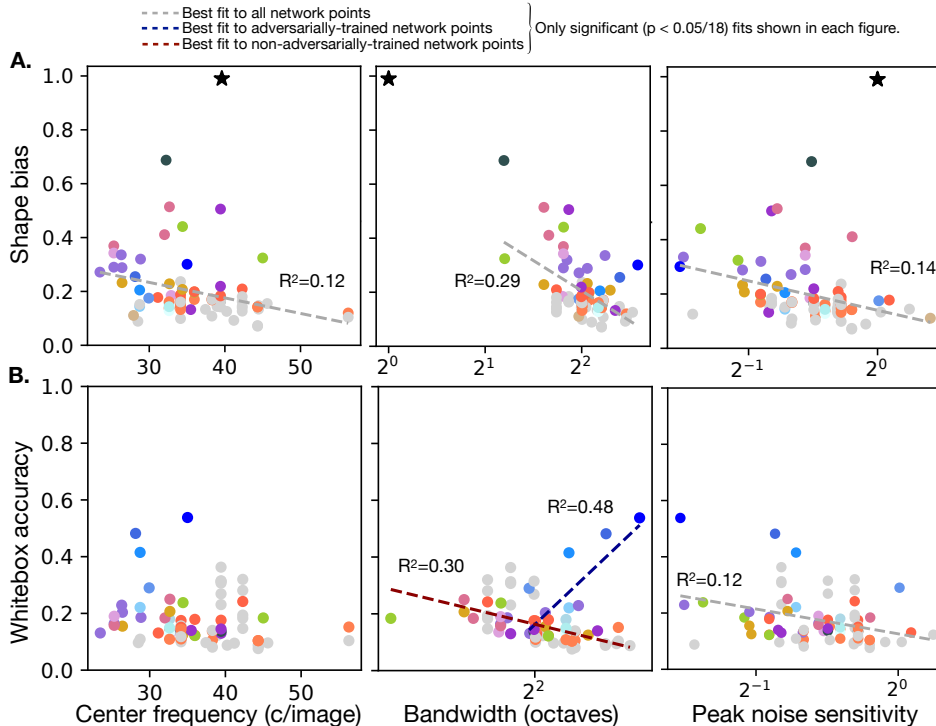 Best fit to all network points
Best fit to adversarially-trained network points
Best fit to non-adversarially-trained network points
Only significant (p < 0.05/18) fits shown in each figure.
A.
Shape bias
1.0
0.8
0.6
0.4
0.2
0.0
R²=0.12
30
40
50
R²=0.29
2⁰
2¹
2²
R²=0.14
2⁻¹
2⁰
B.
Whitebox accuracy
1.0
0.8
0.6
0.4
0.2
0.0
30
40
50
Center frequency (c/image)
R²=0.48
R²=0.30
2²
Bandwidth (octaves)
R²=0.12
2⁻¹
2⁰
Peak noise sensitivity